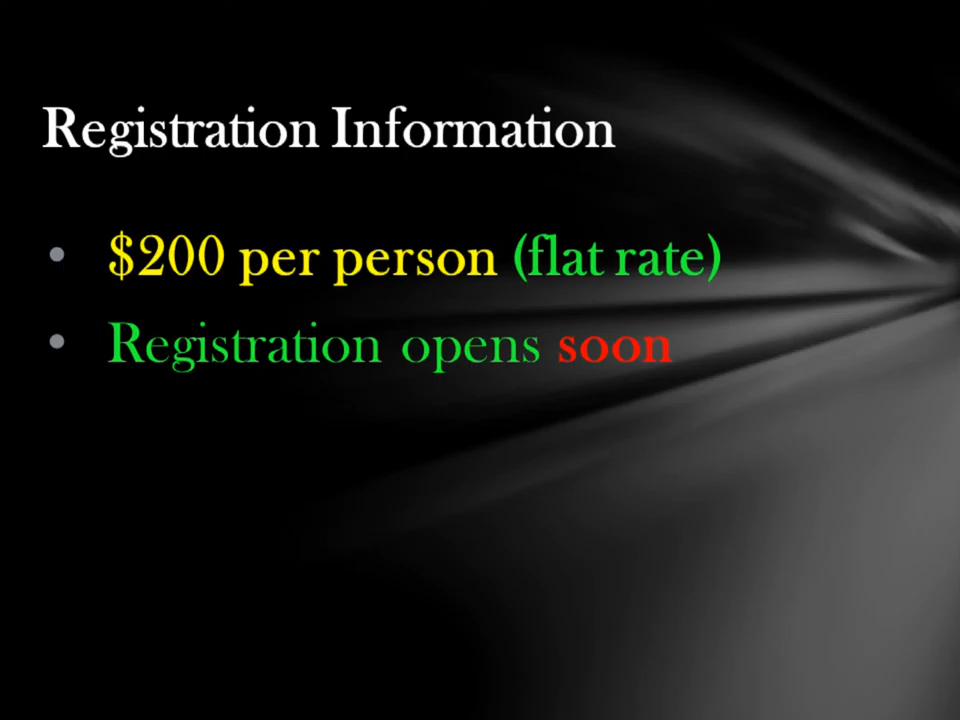 Registration Information
• $200 per person (flat rate)
• Registration opens soon